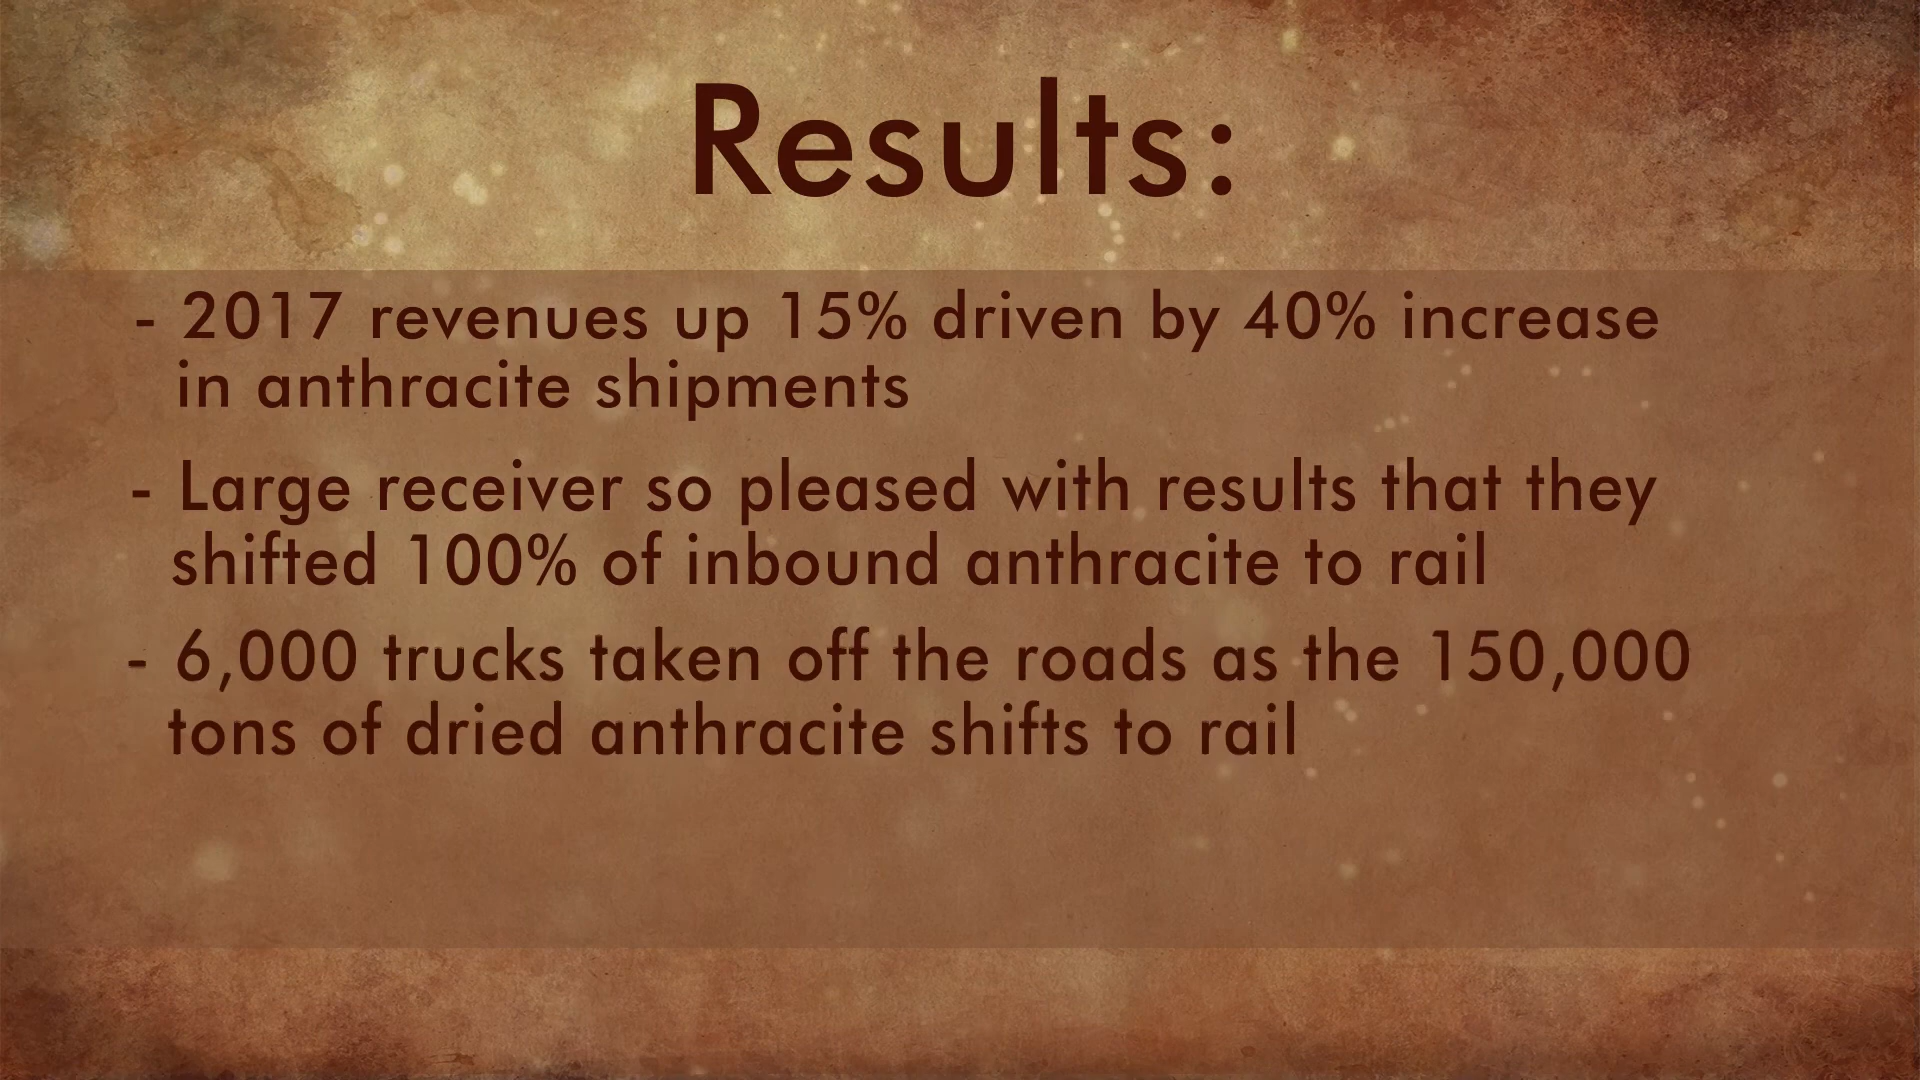 Results:
- 2017 revenues up 15% driven by 40% increase
in anthracite shipments
- Large receiver so pleased with results that they
shifted 100% of inbound anthracite to rail
- 6,000 trucks taken off the roads as the 150,000
tons of dried anthracite shifts to rail